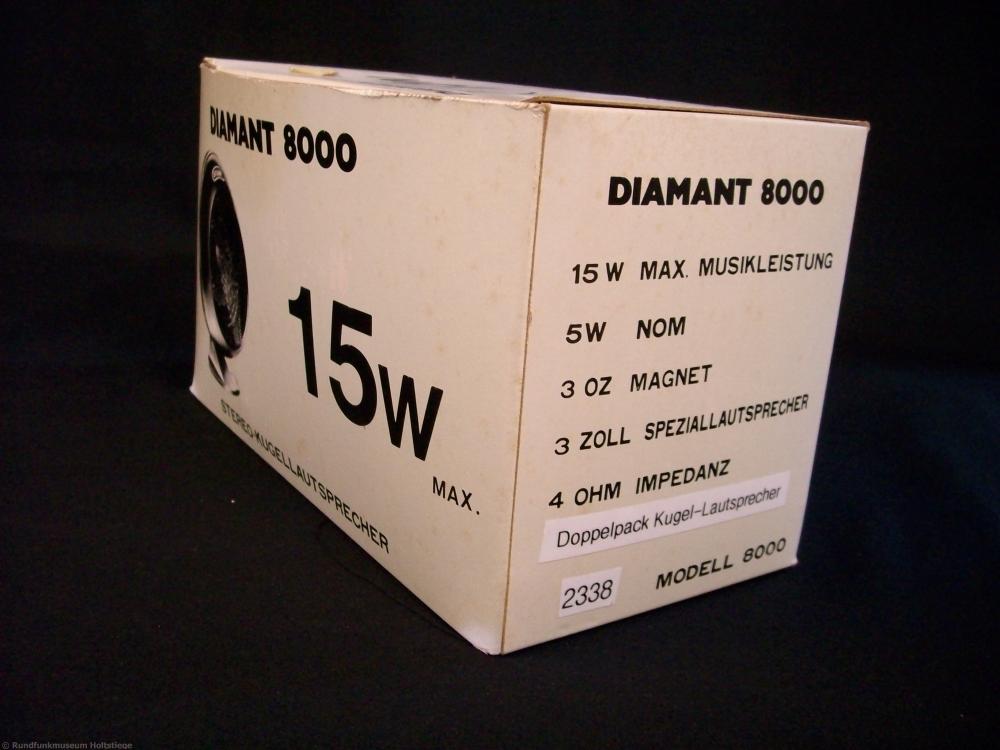 DIAMANT 8000
15W
MAX.
STEREO-KUGELLAUTSPRECHER
DIAMANT 8000
15 W MAX. MUSIKLEISTUNG
5W NOM
3 OZ MAGNET
3 ZOLL SPEZIALLAUTSPRECHER
4 OHM IMPEDANZ
Doppelpack Kugel-Lautsprecher
2338
MODELL 8000
© Rundfunkmuseum Holtstiege